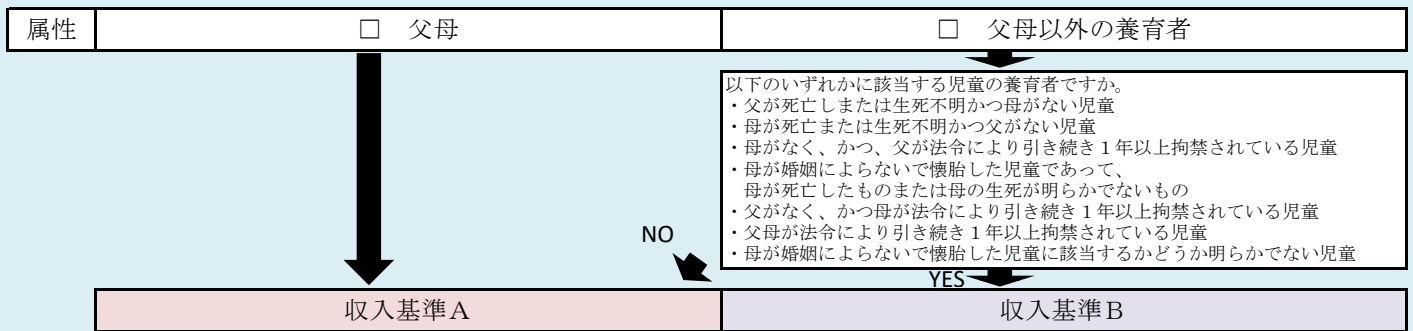 属性
□ 父母
□ 父母以外の養育者
以下のいずれかに該当する児童の養育者ですか。
・父が死亡しまたは生死不明かつ母がない児童
・母が死亡または生死不明かつ父がない児童
・母がなく、かつ、父が法令により引き続き１年以上拘禁されている児童
・母が婚姻によらないで懐胎した児童であって、
母が死亡したものまたは母の生死が明らかでないもの
・父がなく、かつ母が法令により引き続き１年以上拘禁されている児童
・父母が法令により引き続き１年以上拘禁されている児童
・母が婚姻によらないで懐胎した児童に該当するかどうか明らかでない児童
NO
YES
収入基準Ａ
収入基準Ｂ